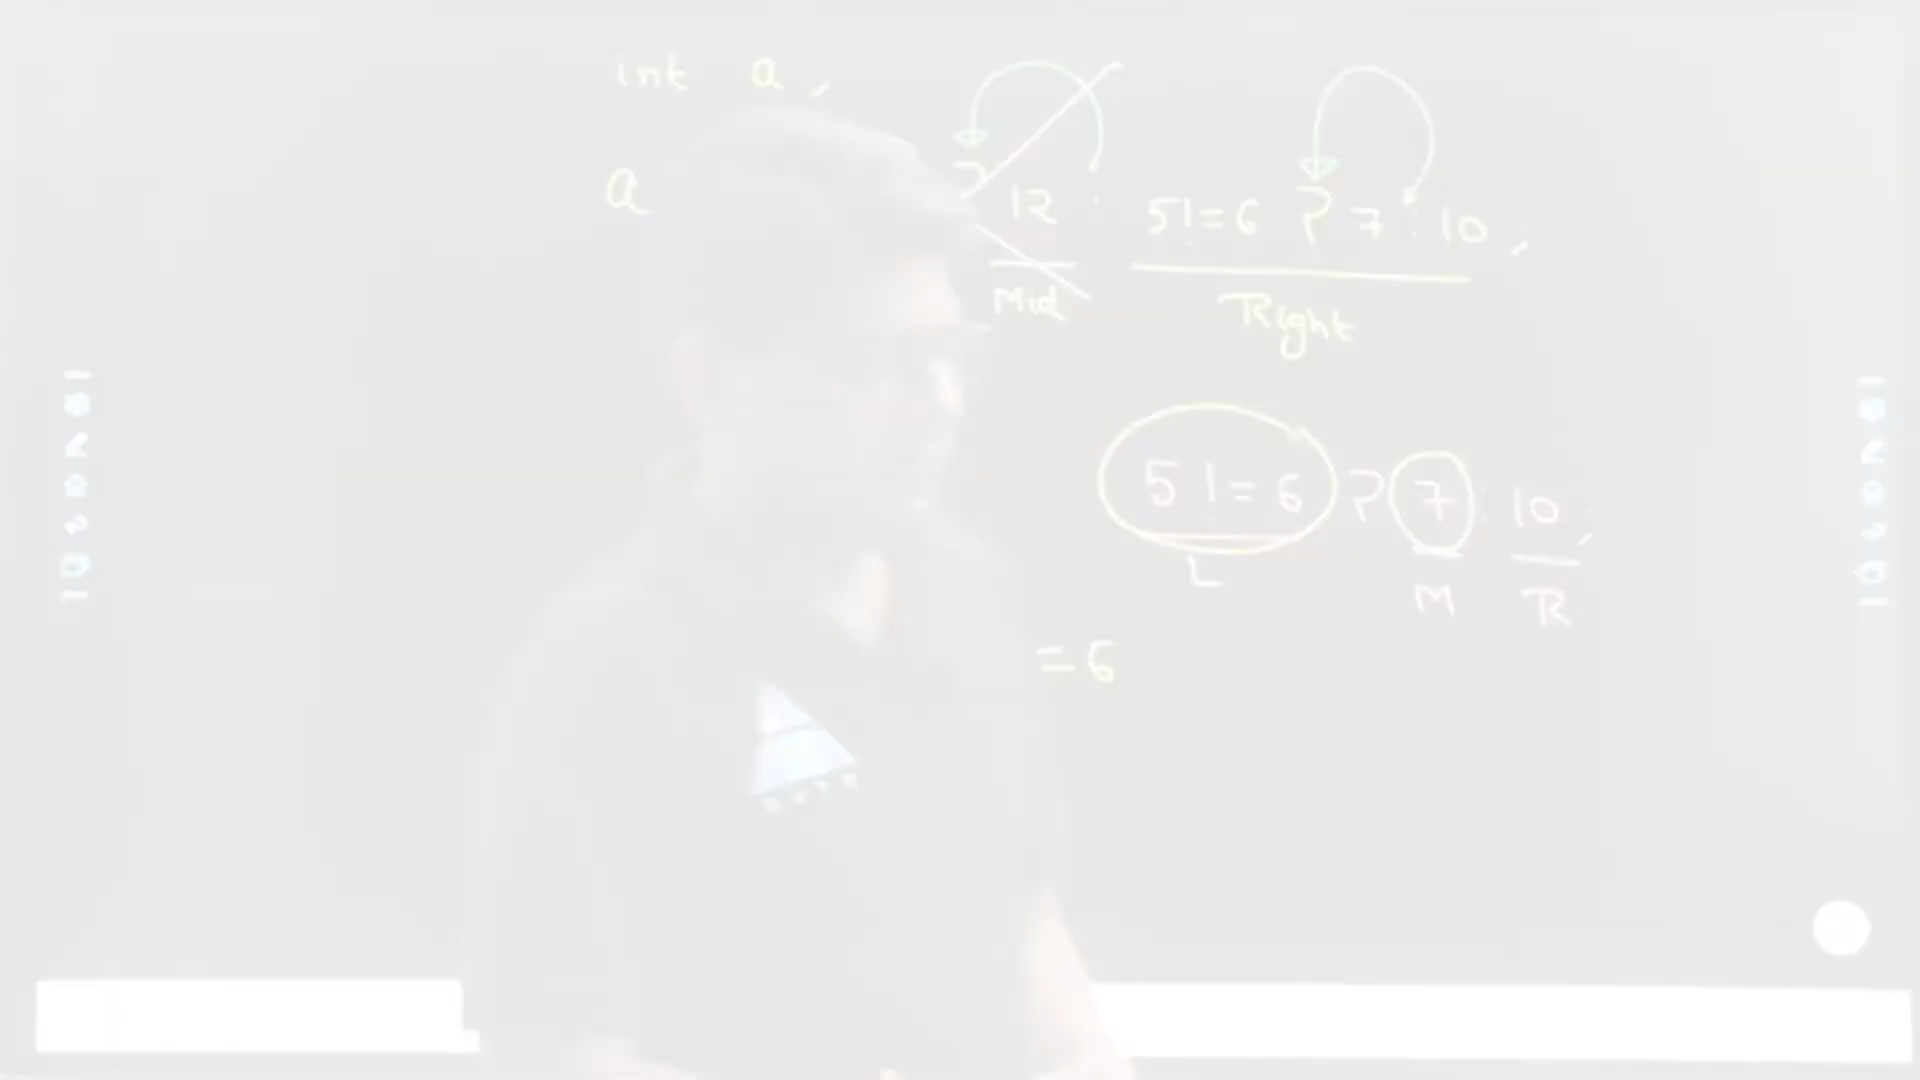 int a;
a ? 12 : 5!=6 ? 7 : 10;
Mid Right
5!=6 ? 7 : 10;
L M R
=6